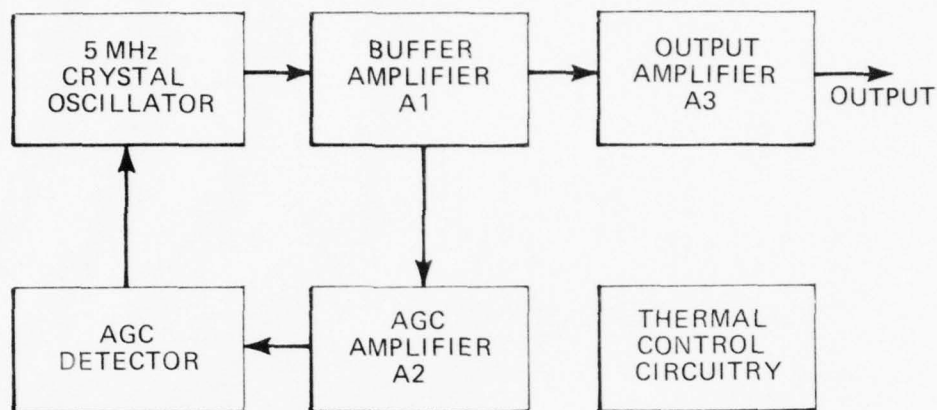 5 MHz
CRYSTAL
OSCILLATOR
BUFFER
AMPLIFIER
A1
OUTPUT
AMPLIFIER
A3
OUTPUT
AGC
DETECTOR
AGC
AMPLIFIER
A2
THERMAL
CONTROL
CIRCUITRY